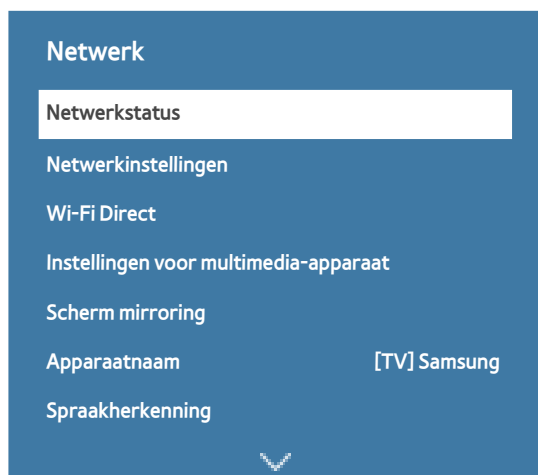 Netwerk
Netwerkstatus
Netwerkinstellingen
Wi-Fi Direct
Instellingen voor multimedia-apparaat
Scherm mirroring
Apparaatnaam [TV] Samsung
Spraakherkenning